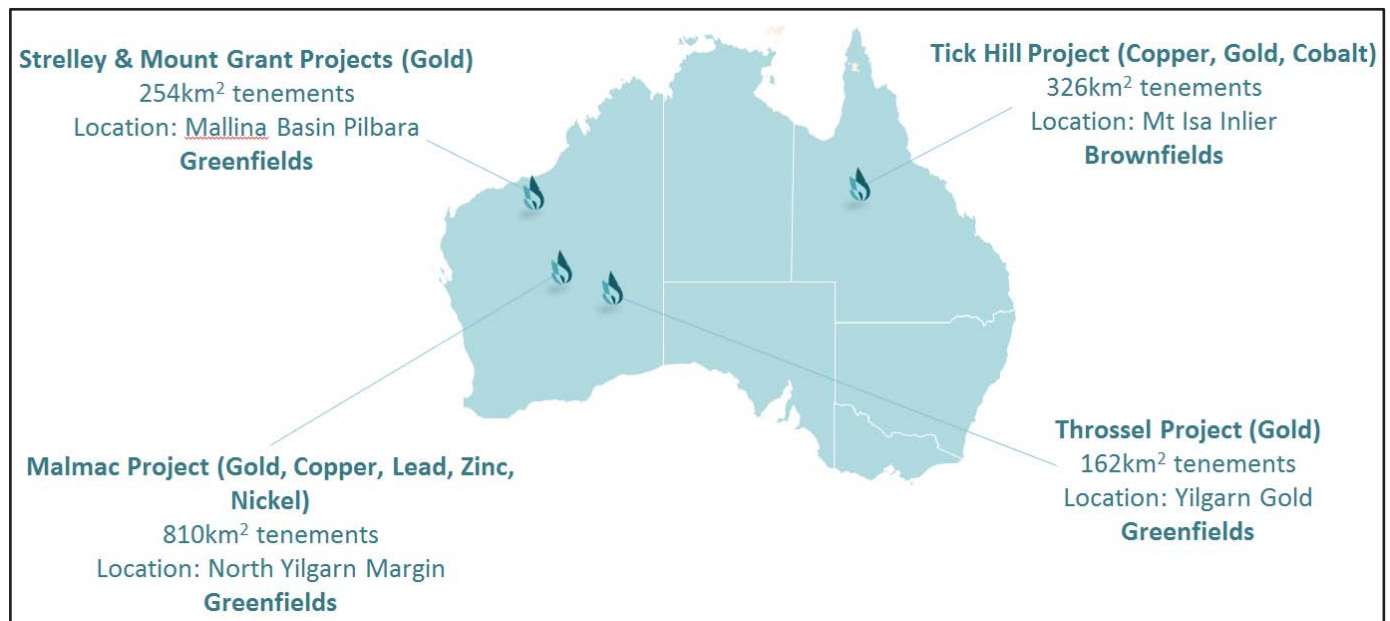 Strelley & Mount Grant Projects (Gold)
254km² tenements
Location: Mallina Basin Pilbara
Greenfields
Tick Hill Project (Copper, Gold, Cobalt)
326km² tenements
Location: Mt Isa Inlier
Brownfields
Malmac Project (Gold, Copper, Lead, Zinc,
Nickel)
810km² tenements
Location: North Yilgarn Margin
Greenfields
Throssel Project (Gold)
162km² tenements
Location: Yilgarn Gold
Greenfields